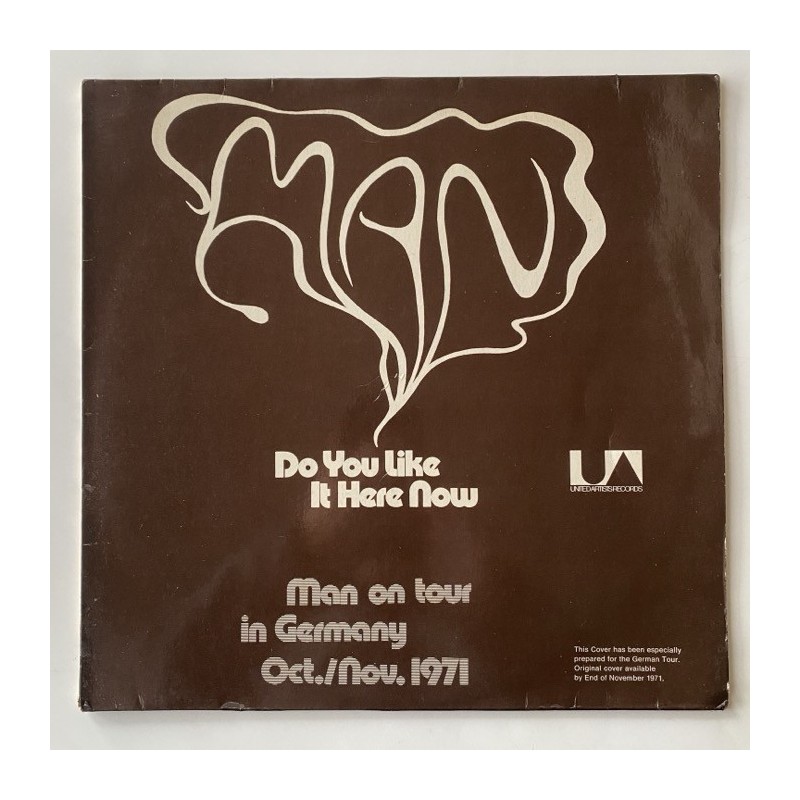 MAN
Do You Like
It Here Now
UA
UNITED ARTISTS RECORDS
Man on tour
in Germany
Oct./Nov. 1971
This Cover has been especially
prepared for the German Tour.
Original cover available
by End of November 1971.